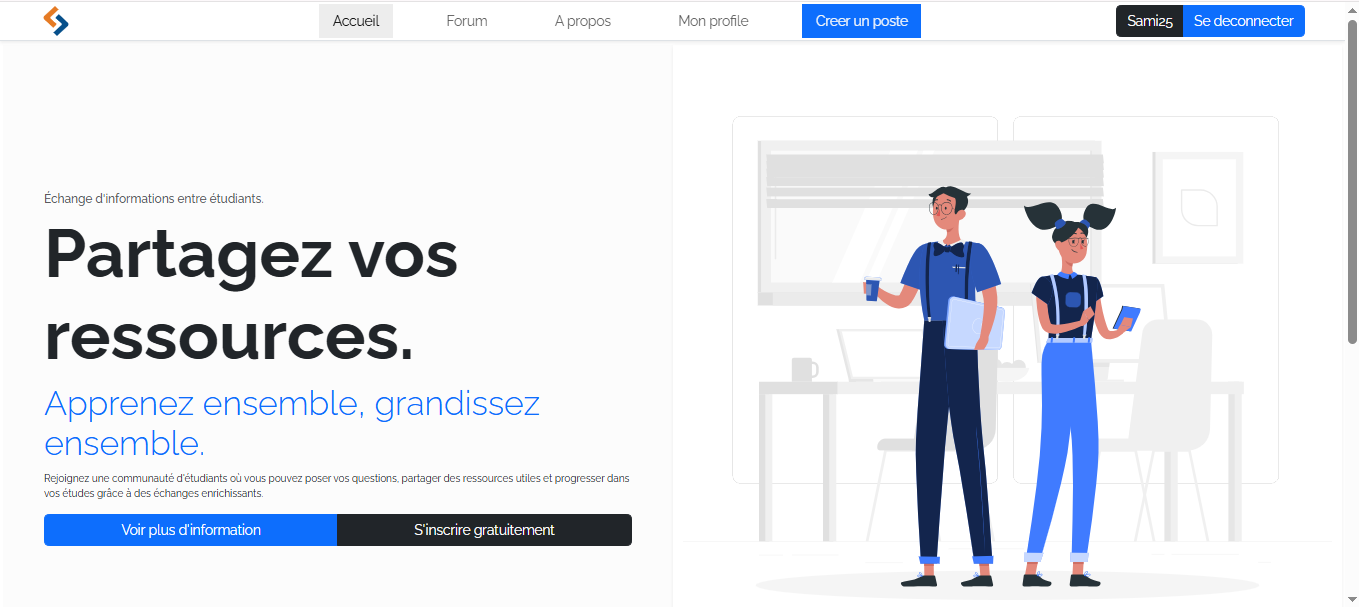 Accueil Forum A propos Mon profile Creer un poste Sami25 Se deconnecter
Échange d'informations entre étudiants.
Partagez vos
ressources.
Apprenez ensemble, grandissez
ensemble.
Rejoignez une communauté d'étudiants où vous pouvez poser vos questions, partager des ressources utiles et progresser dans
vos études grâce à des échanges enrichissants.
Voir plus d'information S'inscrire gratuitement